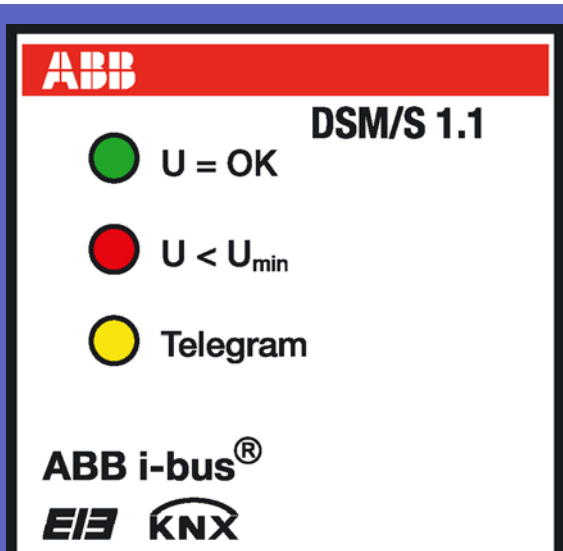 ABB
DSM/S 1.1
U = OK
U < Umin
Telegram
ABB i-bus®
EIB KNX